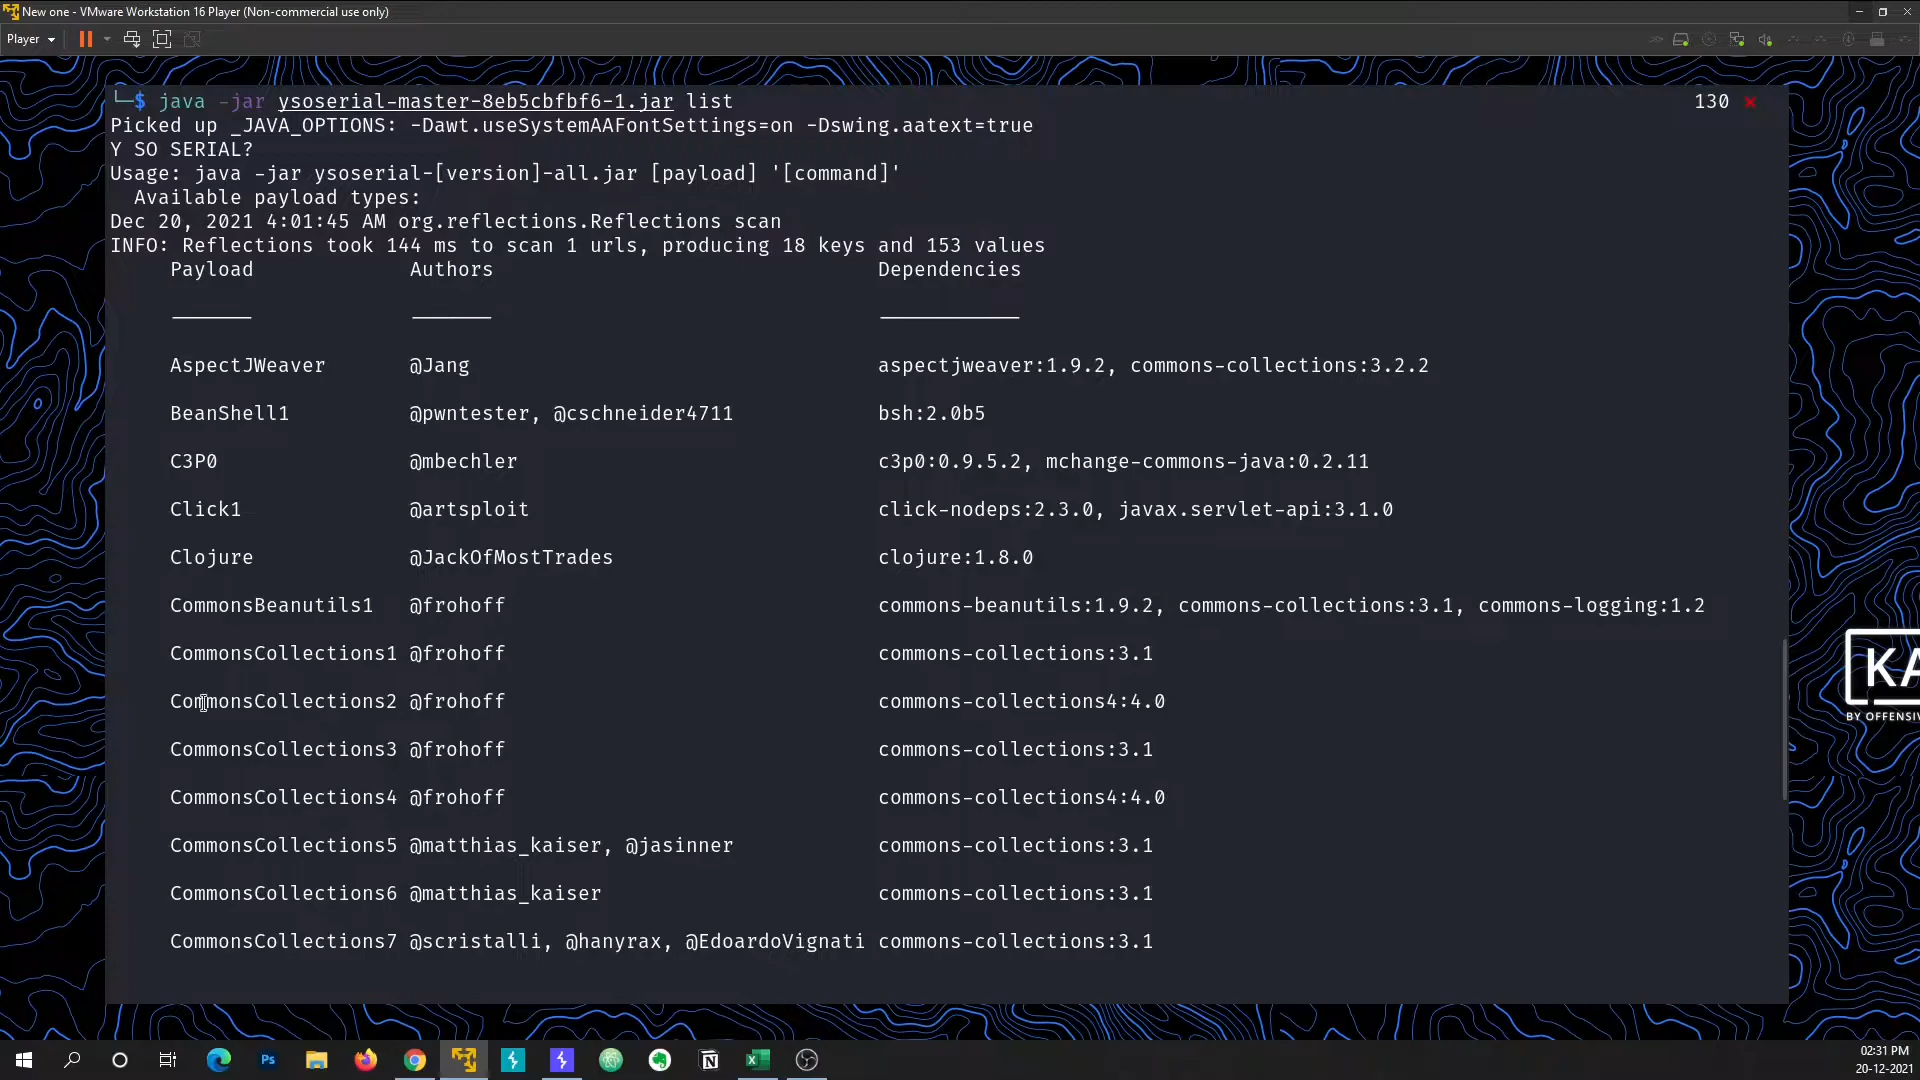 New one - VMware Workstation 16 Player (Non-commercial use only)
Player
└─$ java -jar ysoserial-master-8eb5cbfbf6-1.jar list 130 ×
Picked up _JAVA_OPTIONS: -Dawt.useSystemAAFontSettings=on -Dswing.aatext=true
Y SO SERIAL?
Usage: java -jar ysoserial-[version]-all.jar [payload] '[command]'
Available payload types:
Dec 20, 2021 4:01:45 AM org.reflections.Reflections scan
INFO: Reflections took 144 ms to scan 1 urls, producing 18 keys and 153 values
Payload Authors Dependencies
AspectJWeaver @Jang aspectjweaver:1.9.2, commons-collections:3.2.2
BeanShell1 @pwntester, @cschneider4711 bsh:2.0b5
C3P0 @mbechler c3p0:0.9.5.2, mchange-commons-java:0.2.11
Click1 @artsploit click-nodeps:2.3.0, javax.servlet-api:3.1.0
Clojure @JackOfMostTrades clojure:1.8.0
CommonsBeanutils1 @frohoff commons-beanutils:1.9.2, commons-collections:3.1, commons-logging:1.2
CommonsCollections1 @frohoff commons-collections:3.1
CommonsCollections2 @frohoff commons-collections4:4.0
CommonsCollections3 @frohoff commons-collections:3.1
CommonsCollections4 @frohoff commons-collections4:4.0
CommonsCollections5 @matthias_kaiser, @jasinner commons-collections:3.1
CommonsCollections6 @matthias_kaiser commons-collections:3.1
CommonsCollections7 @scristalli, @hanyrax, @EdoardoVignati commons-collections:3.1
KA
BY OFFENSIV
Ps
02:31 PM
20-12-2021